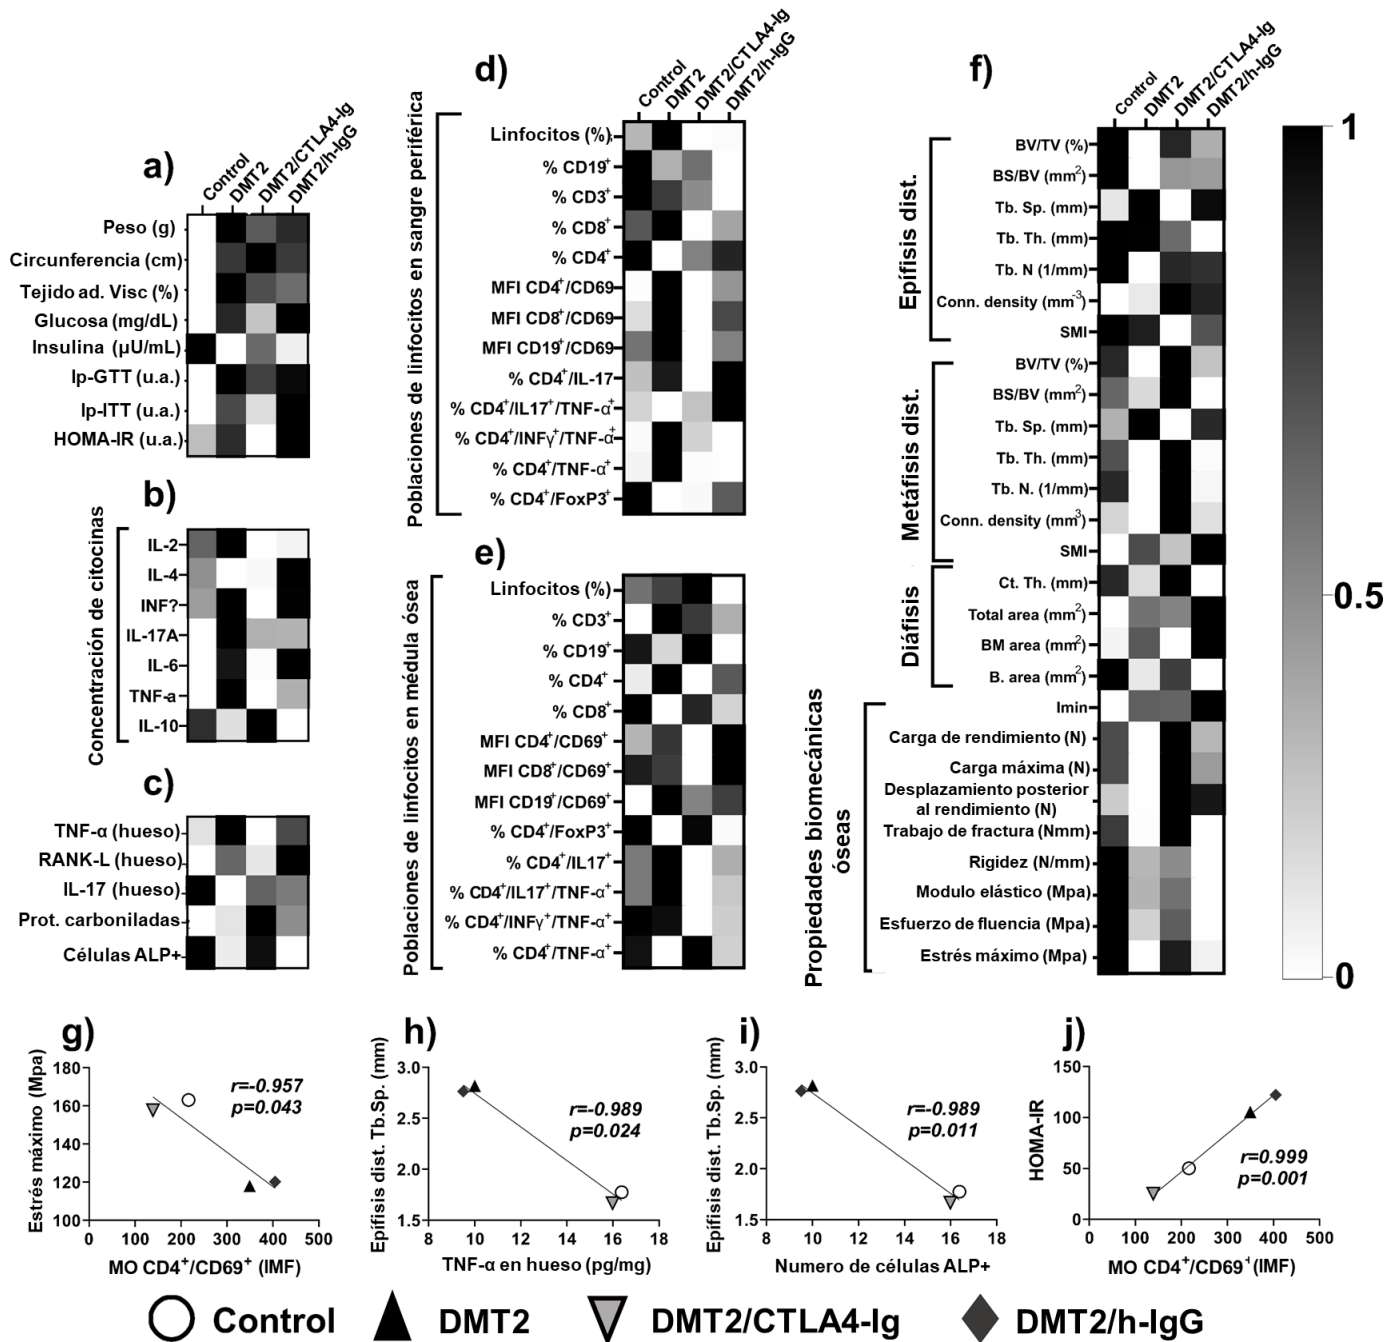 a)
Control
DMT2
DMT2/CTLA4-Ig
DMT2/h-IgG
Peso (g)
Circunferencia (cm)
Tejido ad. Visc (%)
Glucosa (mg/dL)
Insulina (µU/mL)
Ip-GTT (u.a.)
Ip-ITT (u.a.)
HOMA-IR (u.a.)
b)
Concentración de citocinas
IL-2
IL-4
INF?
IL-17A
IL-6
TNF-a
IL-10
c)
TNF-α (hueso)
RANK-L (hueso)
IL-17 (hueso)
Prot. carboniladas
Células ALP+
d)
Control
DMT2
DMT2/CTLA4-Ig
DMT2/h-IgG
Poblaciones de linfocitos en sangre periférica
Linfocitos (%)
% CD19⁺
% CD3⁺
% CD8⁺
% CD4⁺
MFI CD4⁺/CD69
MFI CD8⁺/CD69
MFI CD19⁺/CD69
% CD4⁺/IL-17
% CD4⁺/IL17⁺/TNF-α⁺
% CD4⁺/INFγ⁺/TNF-α⁺
% CD4⁺/TNF-α⁺
% CD4⁺/FoxP3⁺
e)
Poblaciones de linfocitos en médula ósea
Linfocitos (%)
% CD3⁺
% CD19⁺
% CD4⁺
% CD8⁺
MFI CD4⁺/CD69⁺
MFI CD8⁺/CD69⁺
MFI CD19⁺/CD69⁺
% CD4⁺/FoxP3⁺
% CD4⁺/IL17⁺
% CD4⁺/IL17⁺/TNF-α⁺
% CD4⁺/INFγ⁺/TNF-α⁺
% CD4⁺/TNF-α⁺
f)
Control
DMT2
DMT2/CTLA4-Ig
DMT2/h-IgG
Epífisis dist.
BV/TV (%)
BS/BV (mm²)
Tb. Sp. (mm)
Tb. Th. (mm)
Tb. N (1/mm)
Conn. density (mm⁻³)
SMI
Metáfisis dist.
BV/TV (%)
BS/BV (mm²)
Tb. Sp. (mm)
Tb. Th. (mm)
Tb. N. (1/mm)
Conn. density (mm³)
SMI
Diáfisis
Ct. Th. (mm)
Total area (mm²)
BM area (mm²)
B. area (mm²)
Propiedades biomecánicas
óseas
Imin
Carga de rendimiento (N)
Carga máxima (N)
Desplazamiento posterior
al rendimiento (N)
Trabajo de fractura (Nmm)
Rigidez (N/mm)
Modulo elástico (Mpa)
Esfuerzo de fluencia (Mpa)
Estrés máximo (Mpa)
1
0.5
0
g)
Estrés máximo (Mpa)
180
160
140
120
100
0 100 200 300 400 500
r=-0.957
p=0.043
MO CD4⁺/CD69⁺ (IMF)
h)
Epífisis dist. Tb.Sp. (mm)
3.0
2.5
2.0
1.5
8 10 12 14 16 18
r=-0.989
p=0.024
TNF-α en hueso (pg/mg)
i)
Epífisis dist. Tb.Sp. (mm)
3.0
2.5
2.0
1.5
8 10 12 14 16 18
r=-0.989
p=0.011
Numero de células ALP+
j)
HOMA-IR
150
100
50
0
0 100 200 300 400 500
r=0.999
p=0.001
MO CD4⁺/CD69⁺(IMF)
Control DMT2 DMT2/CTLA4-Ig DMT2/h-IgG